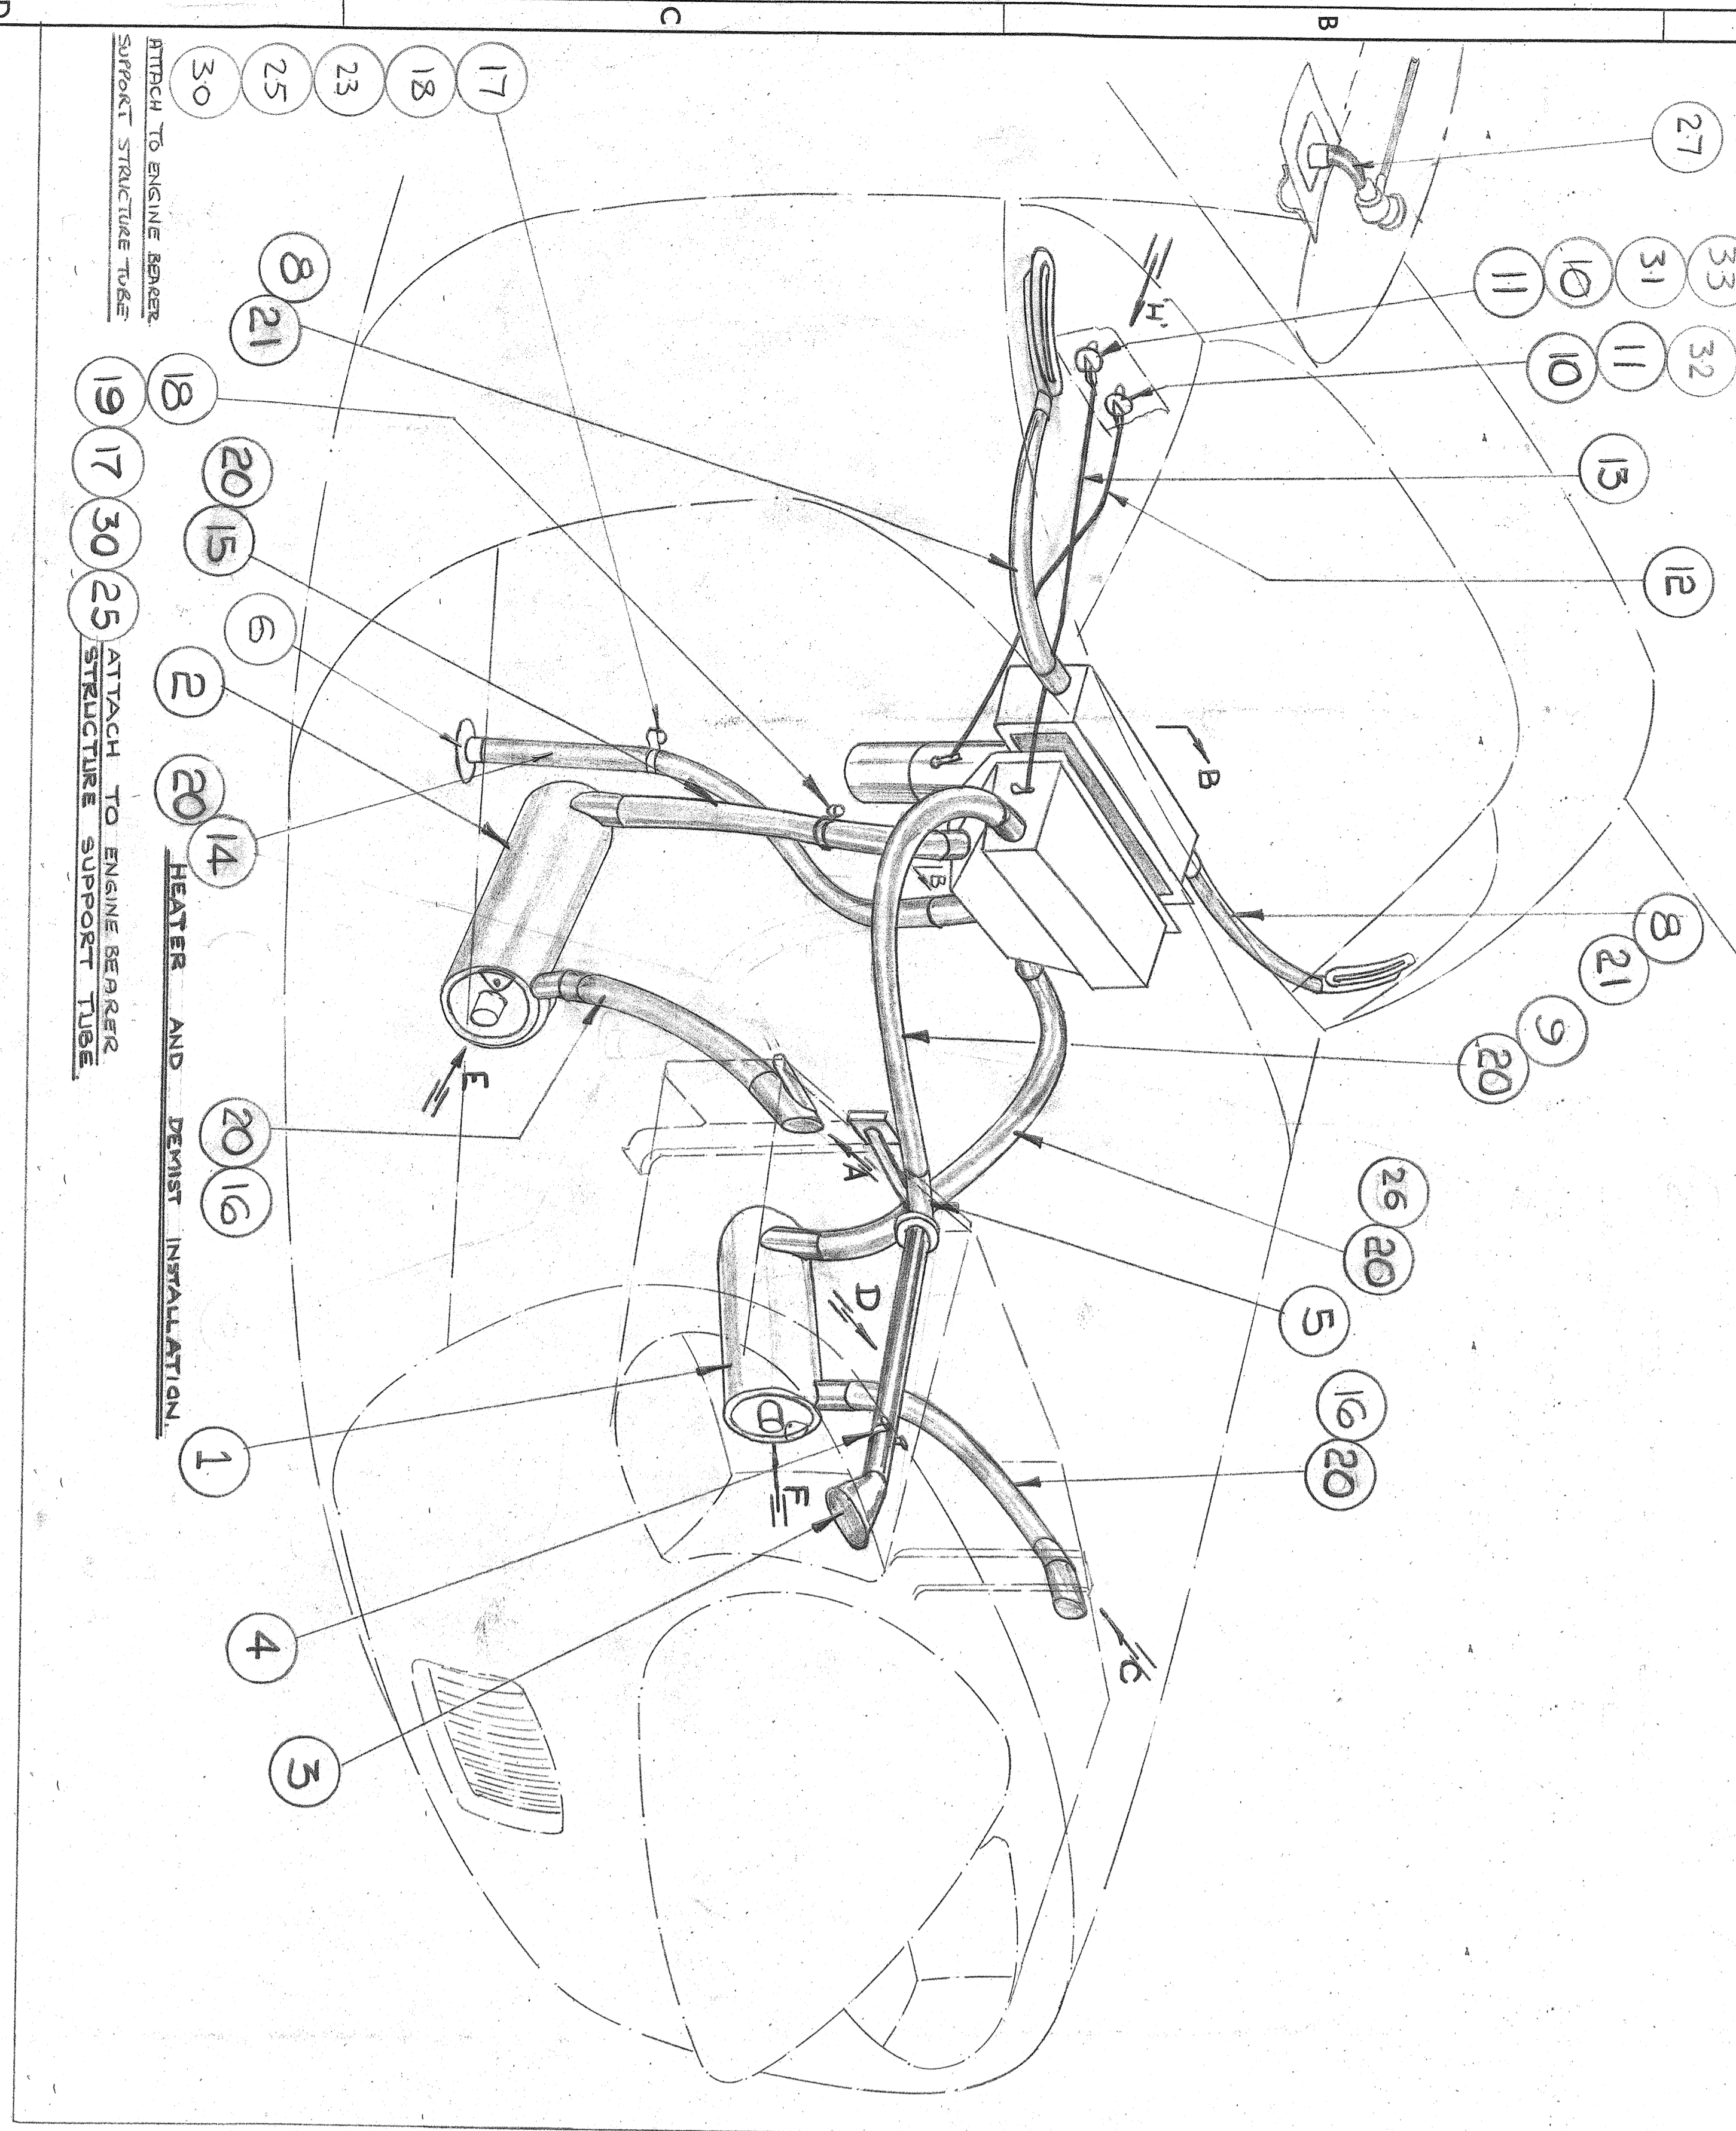 B
C
27
33
31
10
11
32
11
10
13
12
8
21
9
20
26
20
5
16
20
H
B
B
A
C
D
E
F
17
18
23
25
30
ATTACH TO ENGINE BEARER
SUPPORT STRUCTURE TUBE
8
21
18
19 17 30 25
ATTACH TO ENGINE BEARER
STRUCTURE SUPPORT TUBE.
20
15
6
2
20
14
20 16
1
4
3
HEATER AND DEMIST INSTALLATION.